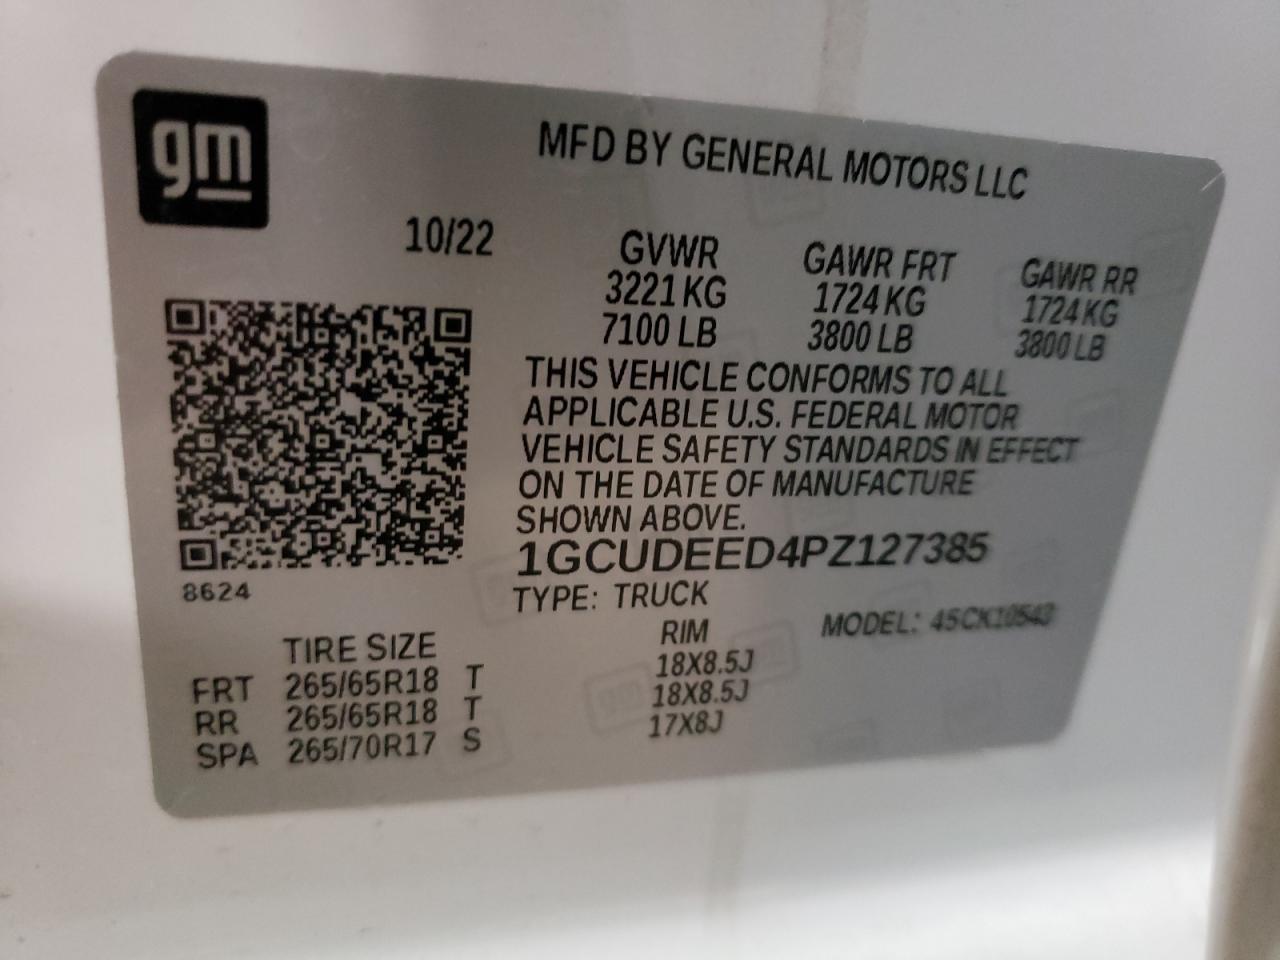 gm
MFD BY GENERAL MOTORS LLC
10/22
GVWR GAWR FRT GAWR RR
3221 KG 1724 KG 1724 KG
7100 LB 3800 LB 3800 LB
THIS VEHICLE CONFORMS TO ALL
APPLICABLE U.S. FEDERAL MOTOR
VEHICLE SAFETY STANDARDS IN EFFECT
ON THE DATE OF MANUFACTURE
SHOWN ABOVE.
1GCUDEED4PZ127385
8624
TYPE: TRUCK
MODEL: 45CK10543
TIRE SIZE RIM
FRT 265/65R18 T 18X8.5J
RR 265/65R18 T 18X8.5J
SPA 265/70R17 S 17X8J